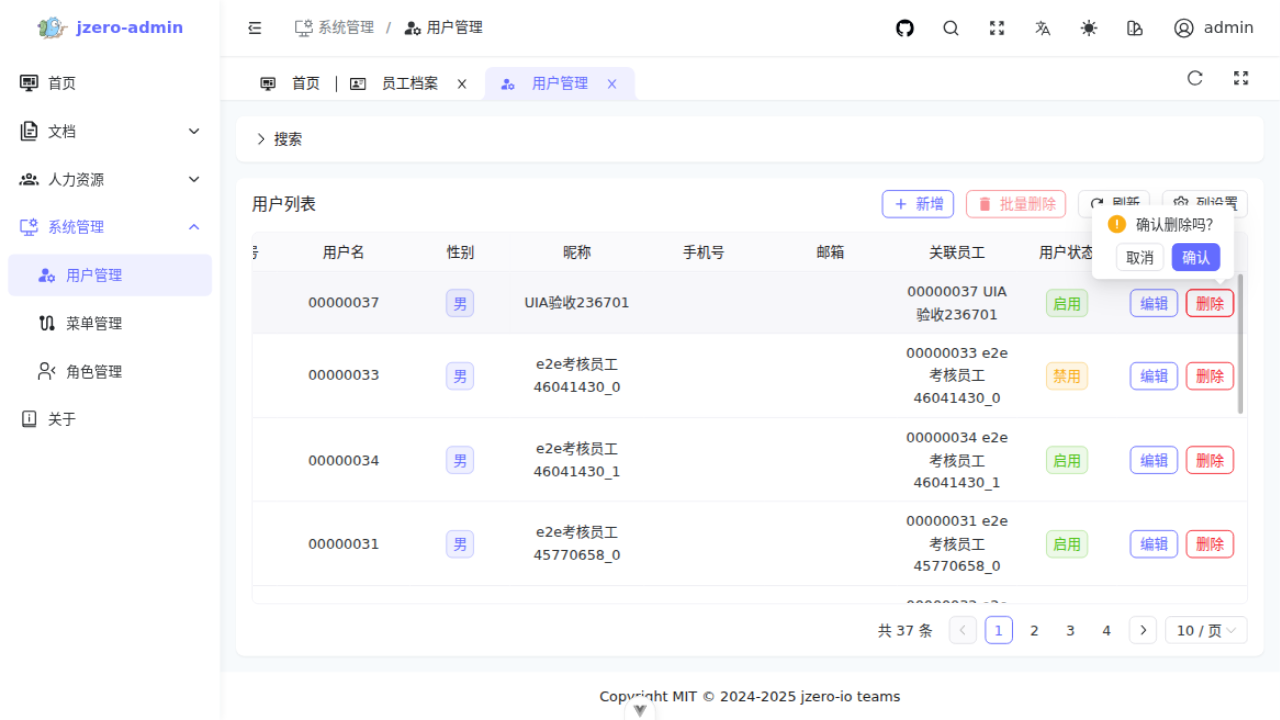 jzero-admin
系统管理 / 用户管理
admin
首页
文档
人力资源
系统管理
用户管理
菜单管理
角色管理
关于
首页
员工档案
用户管理
搜索
用户列表
新增
批量删除
刷新
列设置
确认删除吗?
取消
确认
号 用户名 性别 昵称 手机号 邮箱 关联员工 用户状态
00000037 男 UIA验收236701 00000037 UIA
验收236701
启用 编辑 删除
00000033 男 e2e考核员工
46041430_0
00000033 e2e
考核员工
46041430_0
禁用 编辑 删除
00000034 男 e2e考核员工
46041430_1
00000034 e2e
考核员工
46041430_1
启用 编辑 删除
00000031 男 e2e考核员工
45770658_0
00000031 e2e
考核员工
45770658_0
启用 编辑 删除
共 37 条 1 2 3 4 10 / 页
Copyright MIT © 2024-2025 jzero-io teams